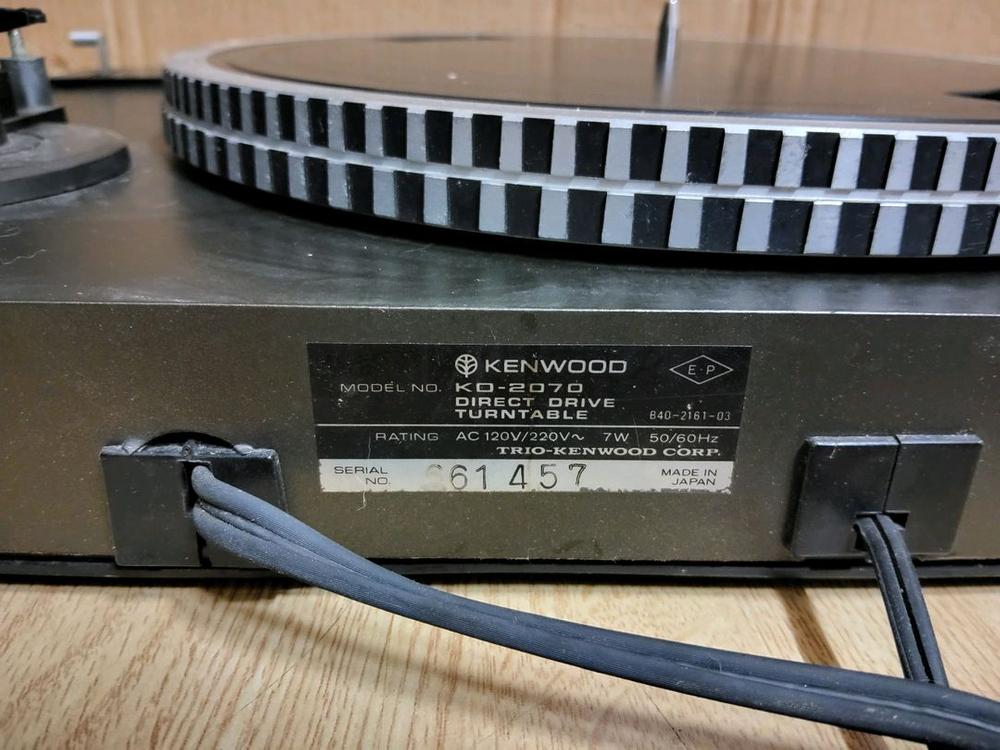 KENWOOD
E·P
MODEL NO. KD-2070
DIRECT DRIVE
TURNTABLE
B40-2161-03
RATING AC 120V/220V~ 7W 50/60Hz
TRIO-KENWOOD CORP.
SERIAL NO. 61457
MADE IN
JAPAN